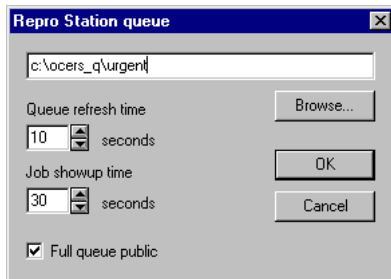 Repro Station queue
c:\ocers_q\urgent
Queue refresh time
Browse...
10 seconds
Job showup time
OK
30 seconds
Cancel
Full queue public